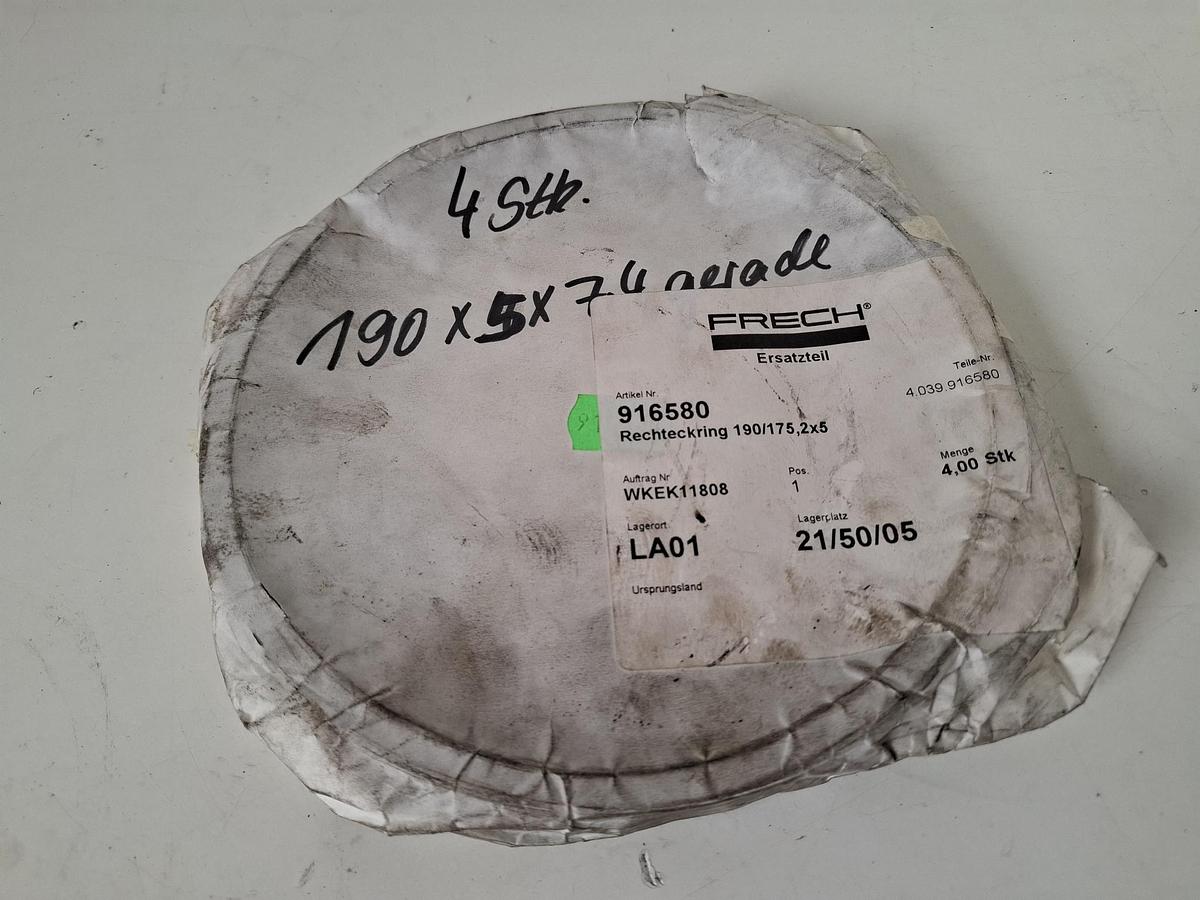 4 Stk.
190 x 5 x 7,4 gerade
FRECH®
Ersatzteil
Teile-Nr.
4.039.916580
Artikel Nr.
916580
Rechteckring 190/175,2x5
Auftrag Nr
WKEK11808
Pos.
1
Menge
4,00 Stk
Lagerort
LA01
Lagerplatz
21/50/05
Ursprungsland